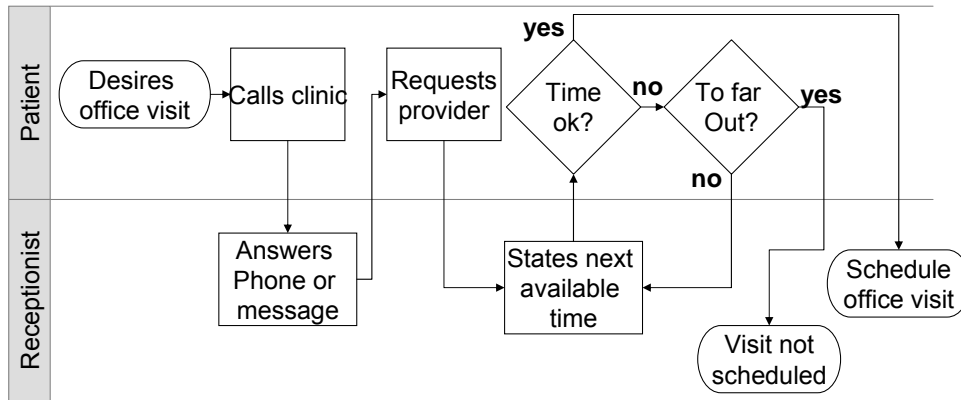 Patient
Desires
office visit
Calls clinic
Requests
provider
yes
Time
ok?
no
To far
Out?
yes
no
Receptionist
Answers
Phone or
message
States next
available
time
Visit not
scheduled
Schedule
office visit